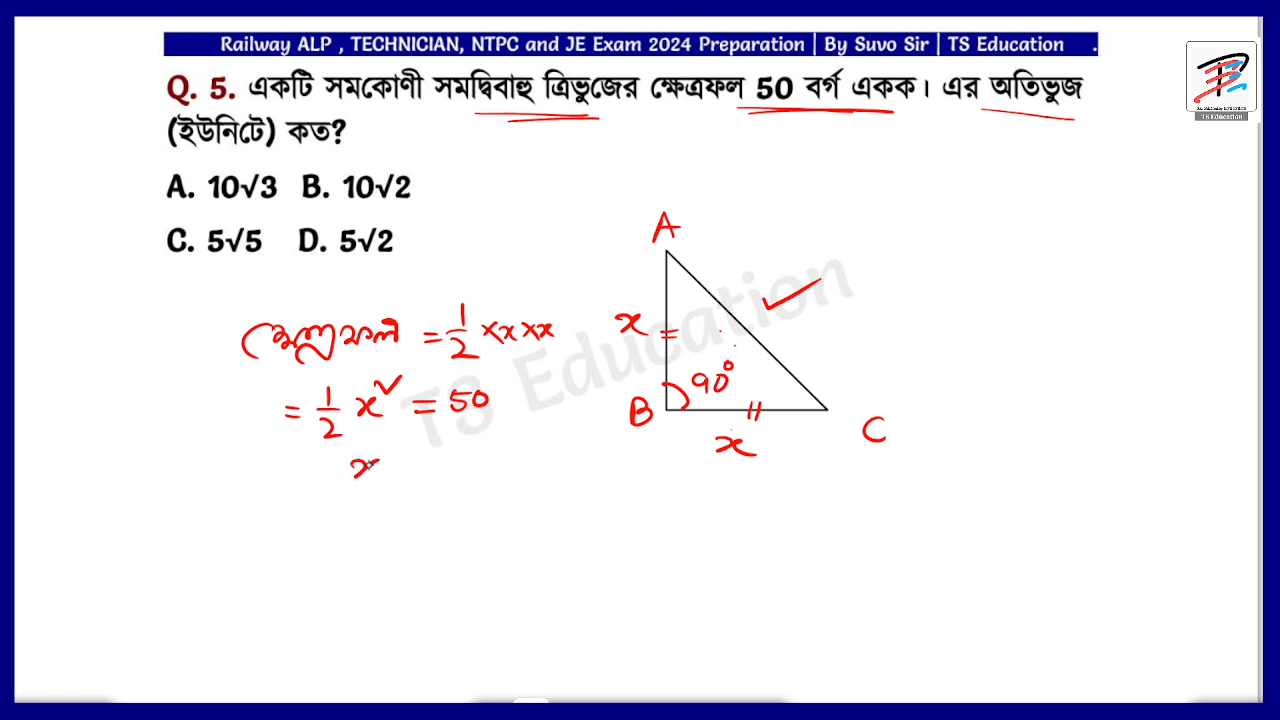 Railway ALP , TECHNICIAN, NTPC and JE Exam 2024 Preparation | By Suvo Sir | TS Education .
Q. 5. একটি সমকোণী সমদ্বিবাহু ত্রিভুজের ক্ষেত্রফল 50 বর্গ একক। এর অতিভুজ
(ইউনিটে) কত?
A. 10√3 B. 10√2
C. 5√5 D. 5√2
A
ক্ষেত্রফল = 1/2 × x × x
x
90°
= 1/2 x² = 50
B
C
x
x
TS Education
TS Education